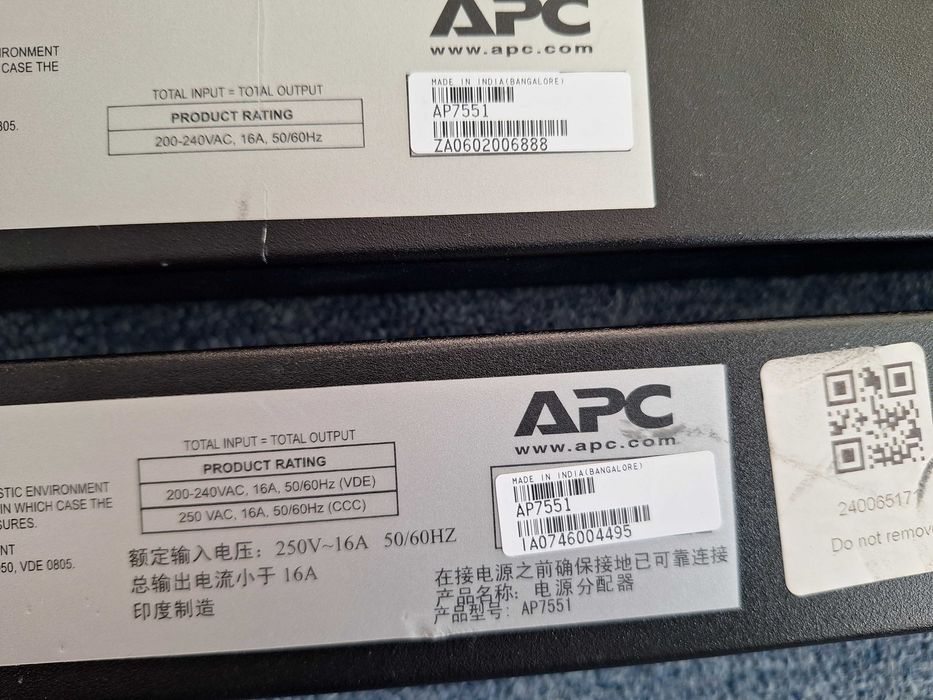 APC
www.apc.com
IRONMENT
CASE THE
805.
TOTAL INPUT = TOTAL OUTPUT
PRODUCT RATING
200-240VAC, 16A, 50/60Hz
MADE IN INDIA(BANGALORE)
AP7551
ZA0602006888
APC
www.apc.com
STIC ENVIRONMENT
IN WHICH CASE THE
SURES.
NT
950, VDE 0805.
TOTAL INPUT = TOTAL OUTPUT
PRODUCT RATING
200-240VAC, 16A, 50/60Hz (VDE)
250 VAC, 16A, 50/60Hz (CCC)
额定输入电压: 250V~16A 50/60HZ
总输出电流小于 16A
印度制造
MADE IN INDIA(BANGALORE)
AP7551
IA0746004495
在接电源之前确保接地已可靠连接
产品名称: 电源分配器
产品型号: AP7551
24006517
Do not remove